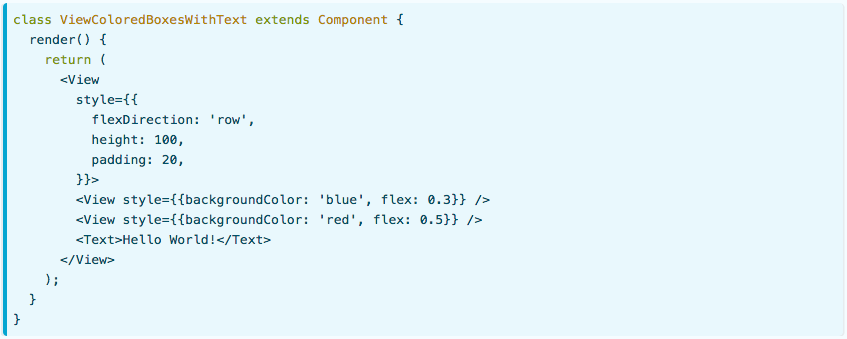 class ViewColoredBoxesWithText extends Component {
  render() {
    return (
      <View
        style={{
          flexDirection: 'row',
          height: 100,
          padding: 20,
        }}>
        <View style={{backgroundColor: 'blue', flex: 0.3}} />
        <View style={{backgroundColor: 'red', flex: 0.5}} />
        <Text>Hello World!</Text>
      </View>
    );
  }
}